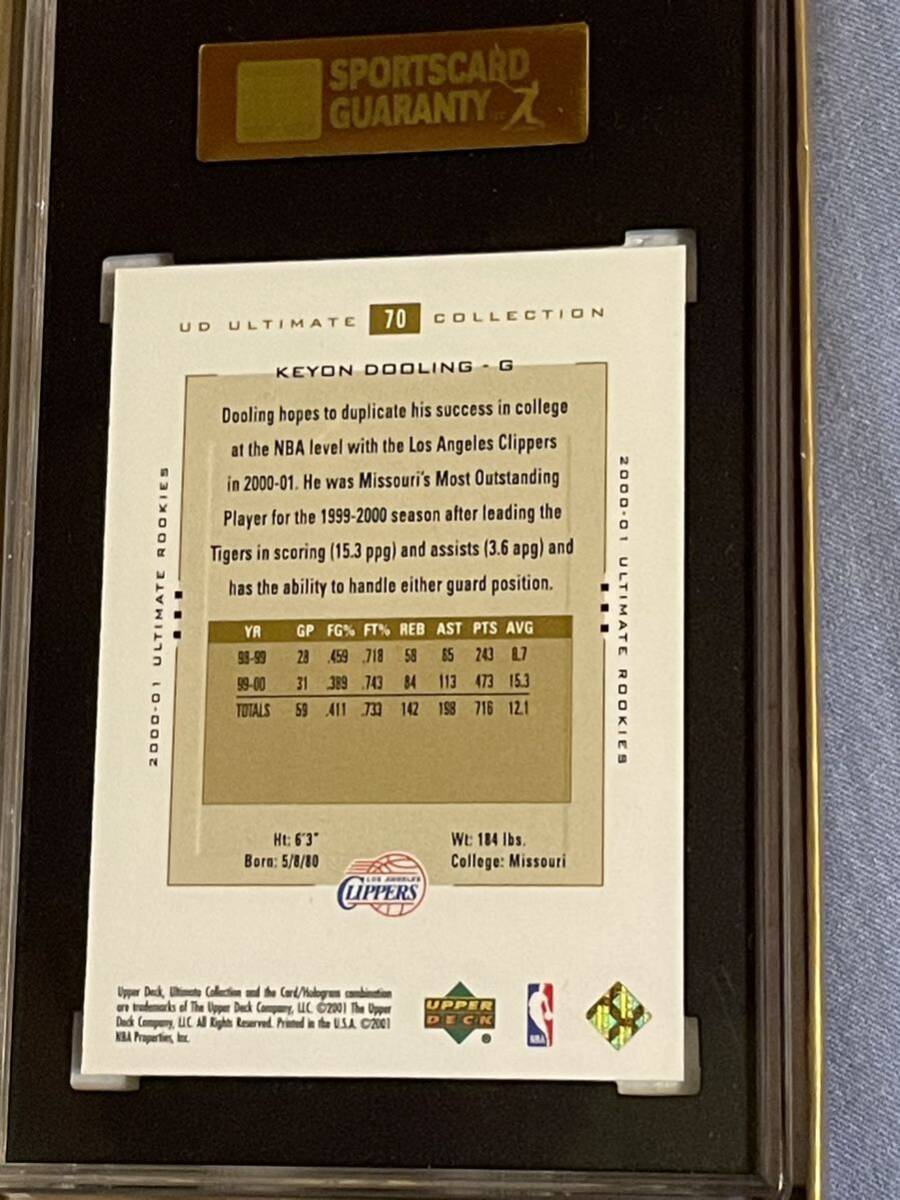 SPORTSCARD
GUARANTY
UD ULTIMATE 70 COLLECTION
KEYON DOOLING - G
Dooling hopes to duplicate his success in college
at the NBA level with the Los Angeles Clippers
in 2000-01. He was Missouri's Most Outstanding
Player for the 1999-2000 season after leading the
Tigers in scoring (15.3 ppg) and assists (3.6 apg) and
has the ability to handle either guard position.
2000-01 ULTIMATE ROOKIES
2000-01 ULTIMATE ROOKIES
YR GP FG% FT% REB AST PTS AVG
98-99 28 .459 .718 58 85 243 8.7
99-00 31 .389 .743 84 113 473 15.3
TOTALS 59 .411 .733 142 198 716 12.1
Ht: 6'3" Wt: 184 lbs.
Born: 5/8/80 College: Missouri
LOS ANGELES
CLIPPERS
Upper Deck, Ultimate Collection and the Card/Hologram combination
are trademarks of The Upper Deck Company, LLC. ©2001 The Upper
Deck Company, LLC. All Rights Reserved. Printed in the U.S.A. ©2001
NBA Properties, Inc.
UPPER
DECK
®
NBA